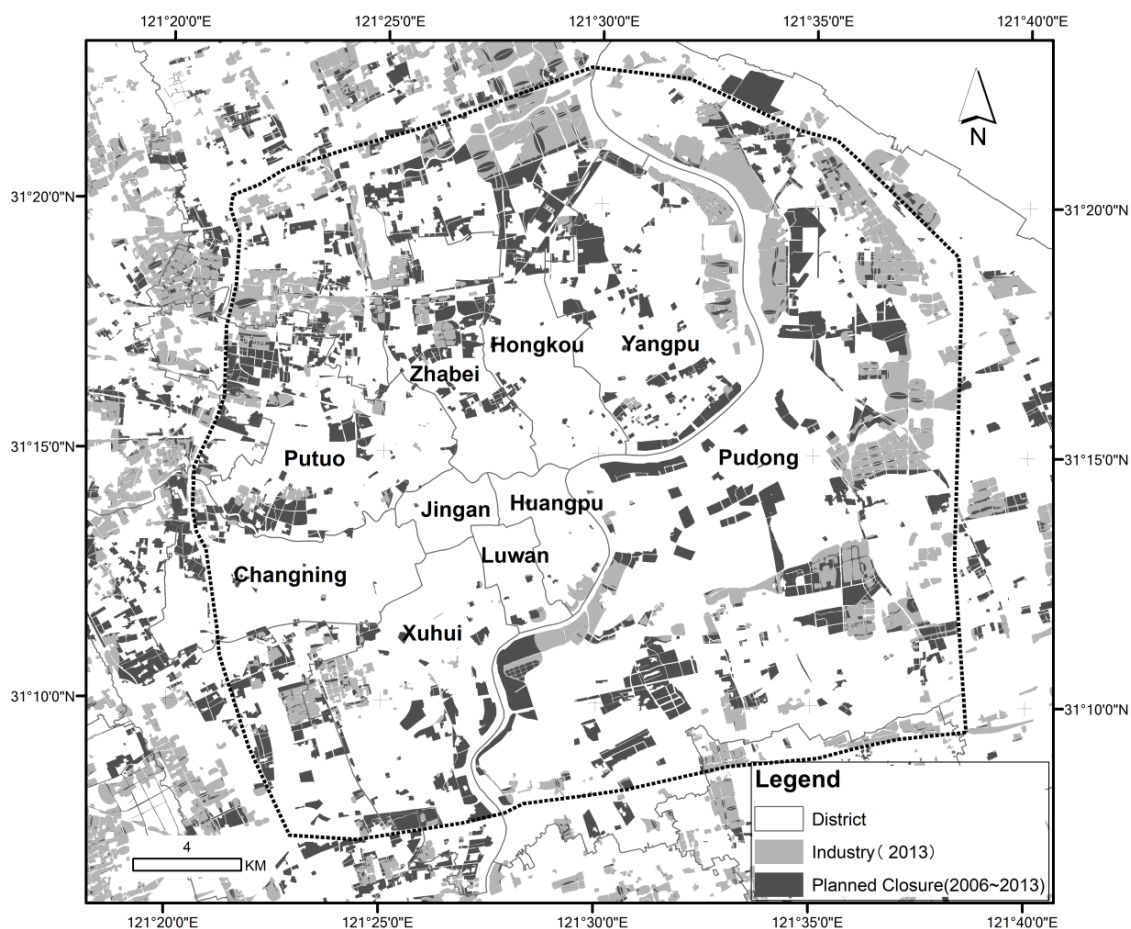 121°20'0"E 121°25'0"E 121°30'0"E 121°35'0"E 121°40'0"E
N
31°20'0"N 31°20'0"N
Hongkou Yangpu
Zhabei
31°15'0"N 31°15'0"N
Putuo Pudong
Jingan Huangpu
Luwan
Changning
Xuhui
31°10'0"N 31°10'0"N
Legend
District
Industry( 2013)
Planned Closure(2006~2013)
4
KM
121°20'0"E 121°25'0"E 121°30'0"E 121°35'0"E 121°40'0"E